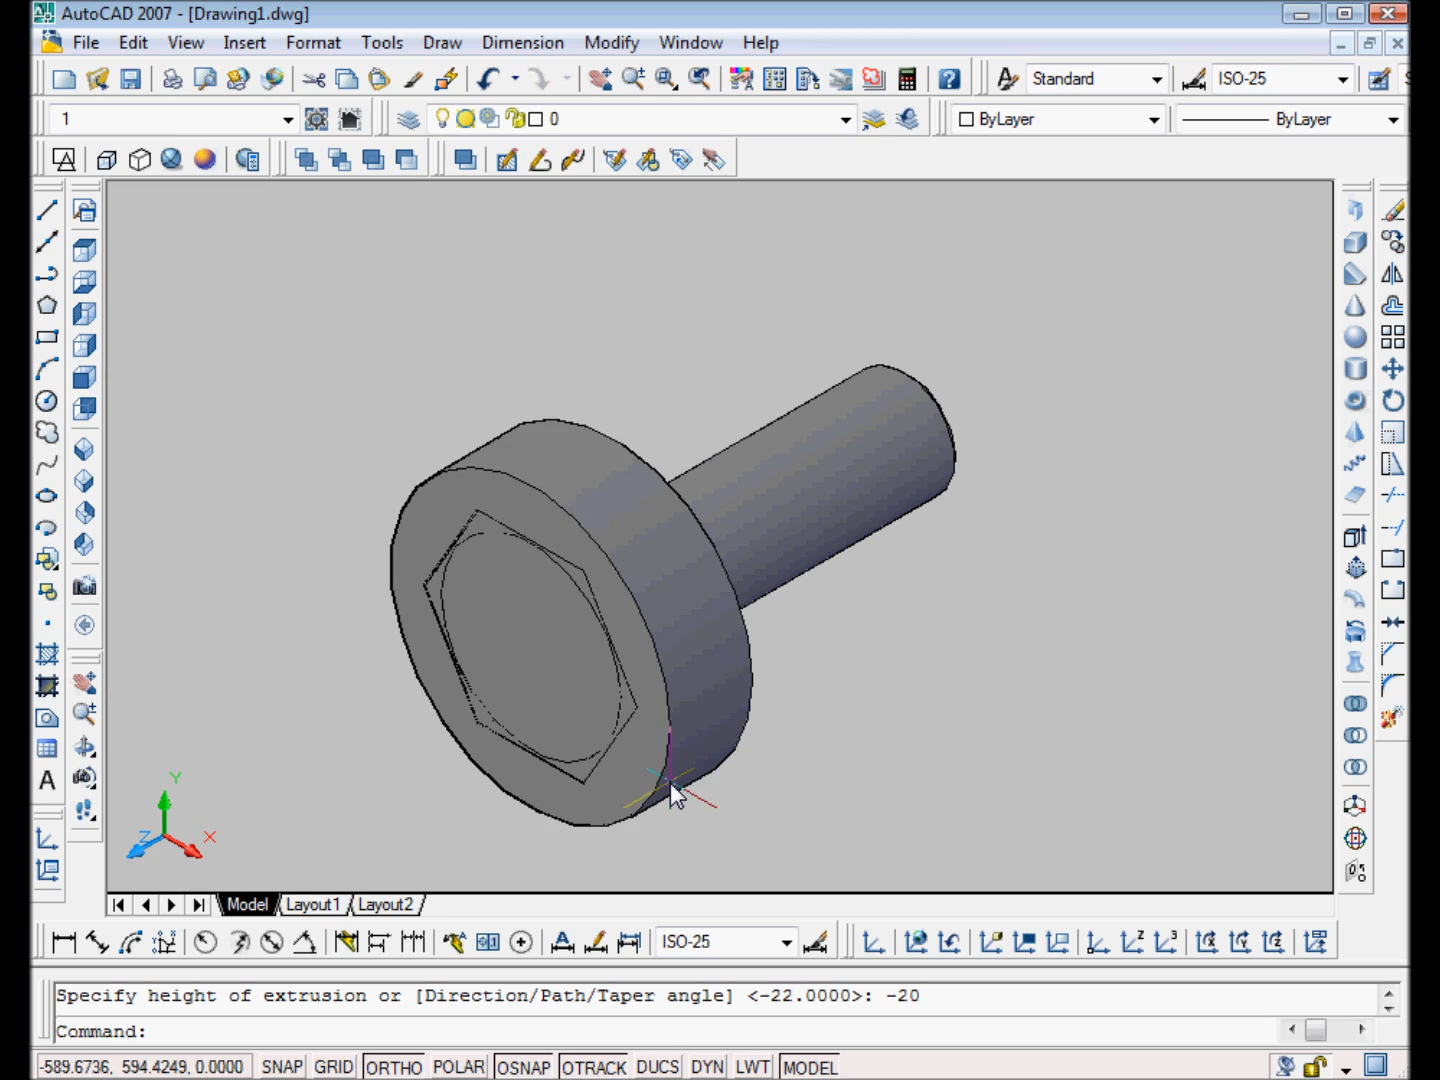 AutoCAD 2007 - [Drawing1.dwg]
File Edit View Insert Format Tools Draw Dimension Modify Window Help
Standard ISO-25
1 0 ByLayer ByLayer
A
Y
Z X
Model Layout1 Layout2
ISO-25
Specify height of extrusion or [Direction/Path/Taper angle] <-22.0000>: -20
Command:
-589.6736, 594.4249, 0.0000 SNAP GRID ORTHO POLAR OSNAP OTRACK DUCS DYN LWT MODEL